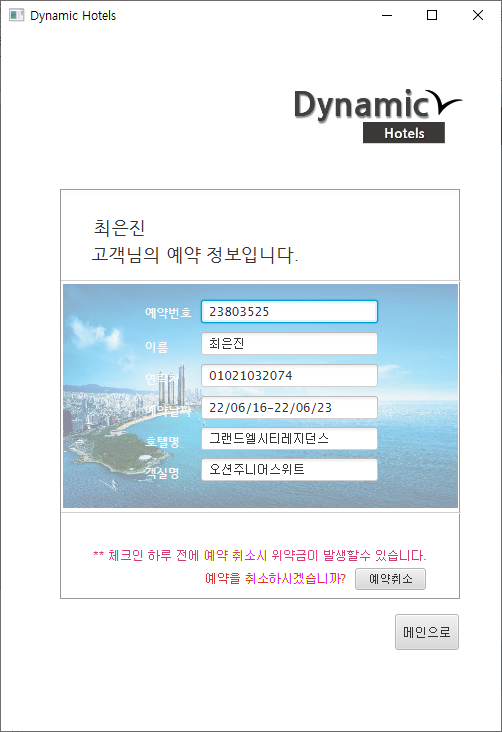 Dynamic Hotels
Dynamic
Hotels
최은진
고객님의 예약 정보입니다.
예약번호 23803525
이름 최은진
연락처 01021032074
예약날짜 22/06/16-22/06/23
호텔명 그랜드엘시티레지던스
객실명 오션주니어스위트
** 체크인 하루 전에 예약 취소시 위약금이 발생할수 있습니다.
예약을 취소하시겠습니까? 예약취소
메인으로